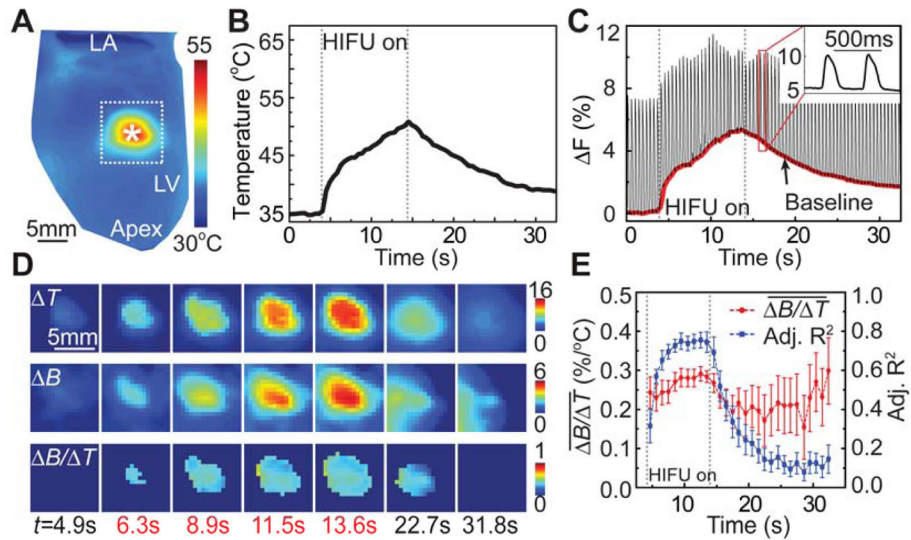 A
LA
55
*
LV
Apex
5mm
30°C
B
HIFU on
Temperature (°C)
65
55
45
35
0 10 20 30
Time (s)
C
500ms
10
5
ΔF (%)
12
8
4
0
HIFU on
Baseline
0 10 20 30
Time (s)
D
ΔT
5mm
16
0
ΔB
6
0
ΔB/ΔT
1
0
t=4.9s 6.3s 8.9s 11.5s 13.6s 22.7s 31.8s
E
ΔB/ΔT
Adj. R²
ΔB/ΔT (%/°C)
0.5
0.4
0.3
0.2
0.1
0
Adj. R²
1.0
0.8
0.6
0.4
0.2
0
HIFU on
10 20 30
Time (s)